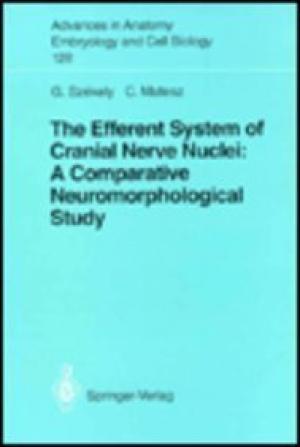 Advances in Anatomy
Embryology and Cell Biology
128
G. Székely C. Matesz
The Efferent System of
Cranial Nerve Nuclei:
A Comparative
Neuromorphological
Study
Springer-Verlag